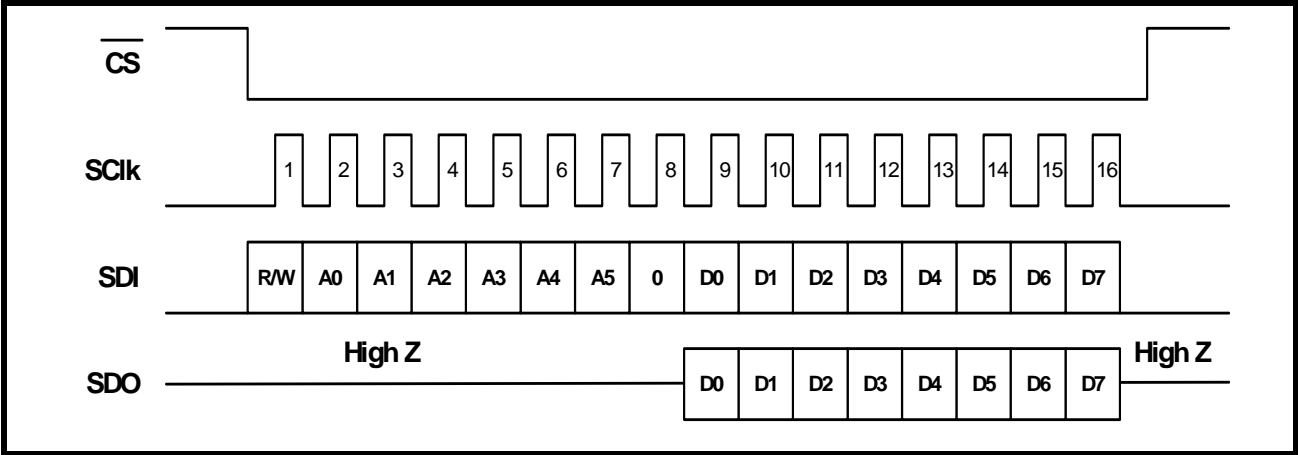 CS
SClk 1 2 3 4 5 6 7 8 9 10 11 12 13 14 15 16
SDI R/W A0 A1 A2 A3 A4 A5 0 D0 D1 D2 D3 D4 D5 D6 D7
High Z High Z
SDO D0 D1 D2 D3 D4 D5 D6 D7